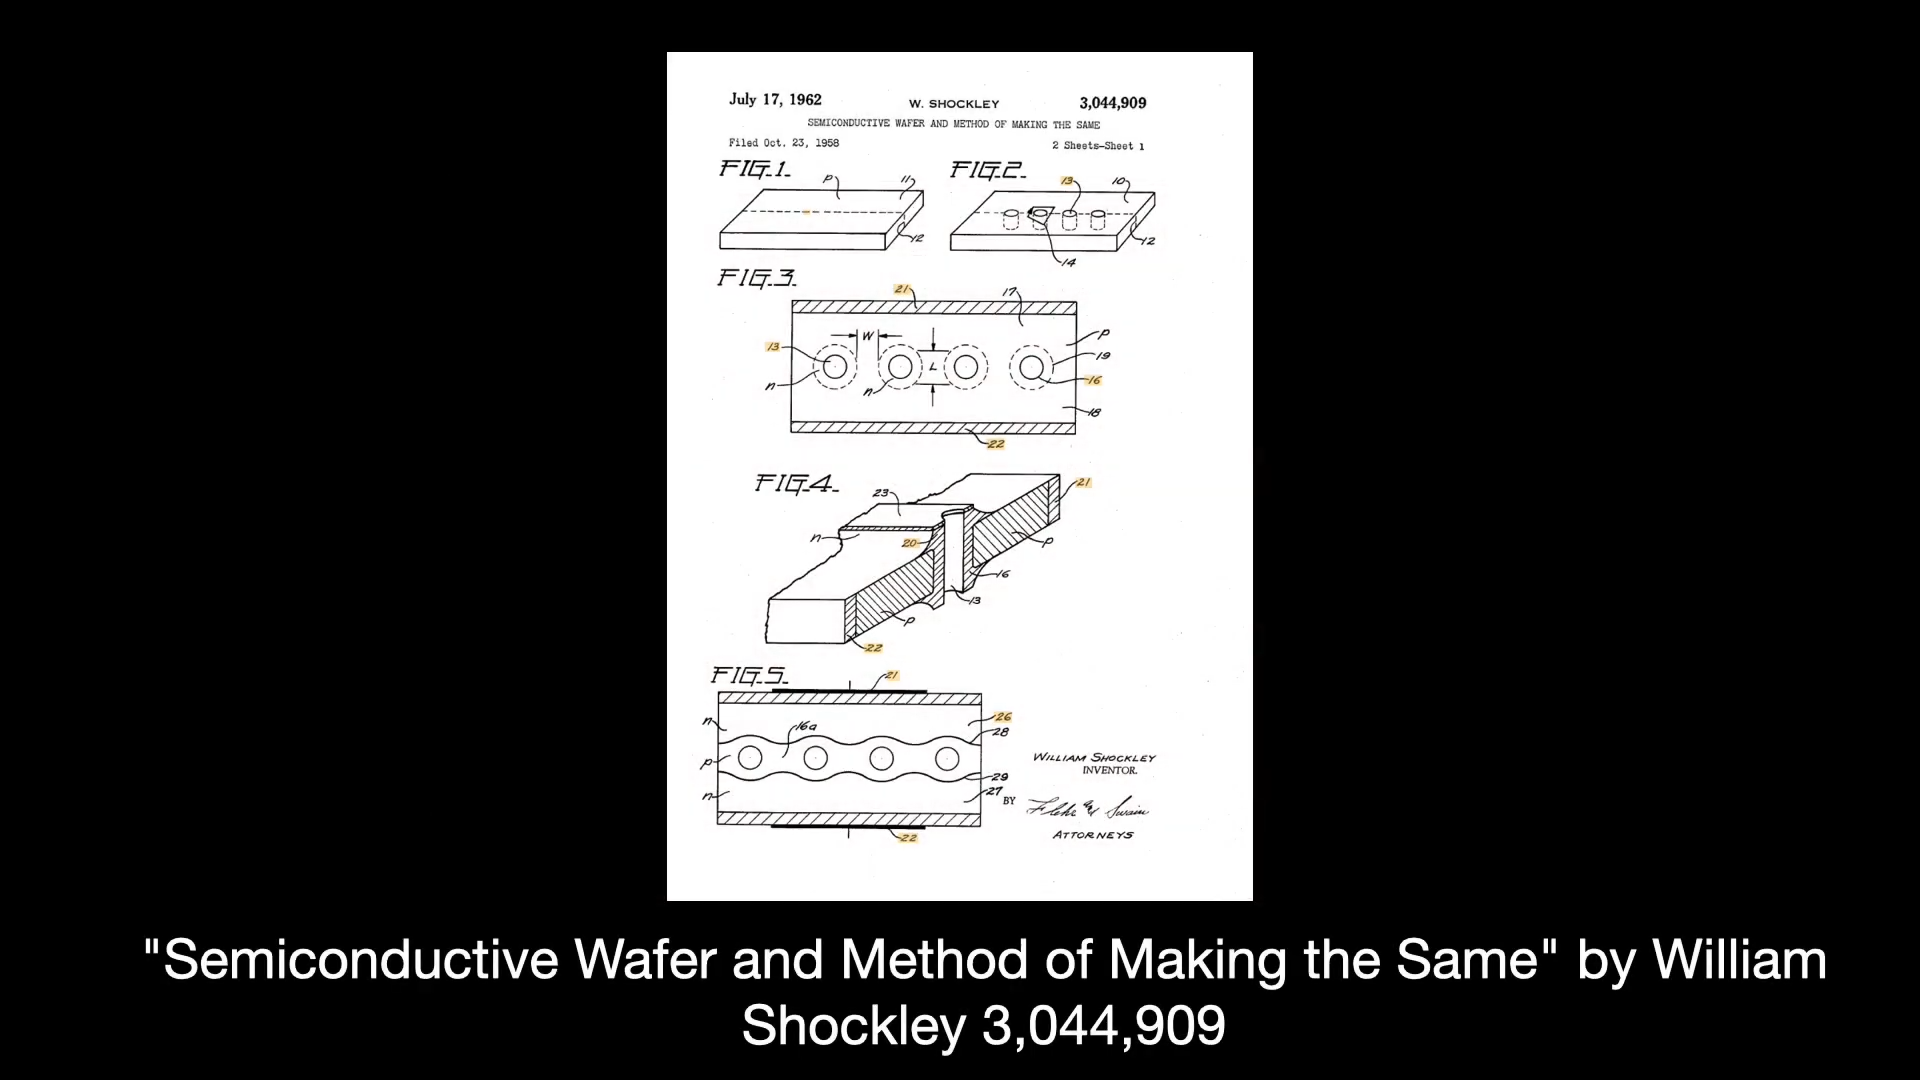 July 17, 1962 W. SHOCKLEY 3,044,909
SEMICONDUCTIVE WAFER AND METHOD OF MAKING THE SAME
Filed Oct. 23, 1958 2 Sheets-Sheet 1
FIG.1. FIG.2.
p 11 13 10
12 12
14
FIG.3.
21 17
W p
13 19
L
n n 16
18
22
FIG.4.
23 21
n 20 p
16
13
p
22
FIG.5.
21
n 16a 26
28
p
29
n 27
22
WILLIAM SHOCKLEY
INVENTOR.
BY
ATTORNEYS
"Semiconductive Wafer and Method of Making the Same" by William
Shockley 3,044,909